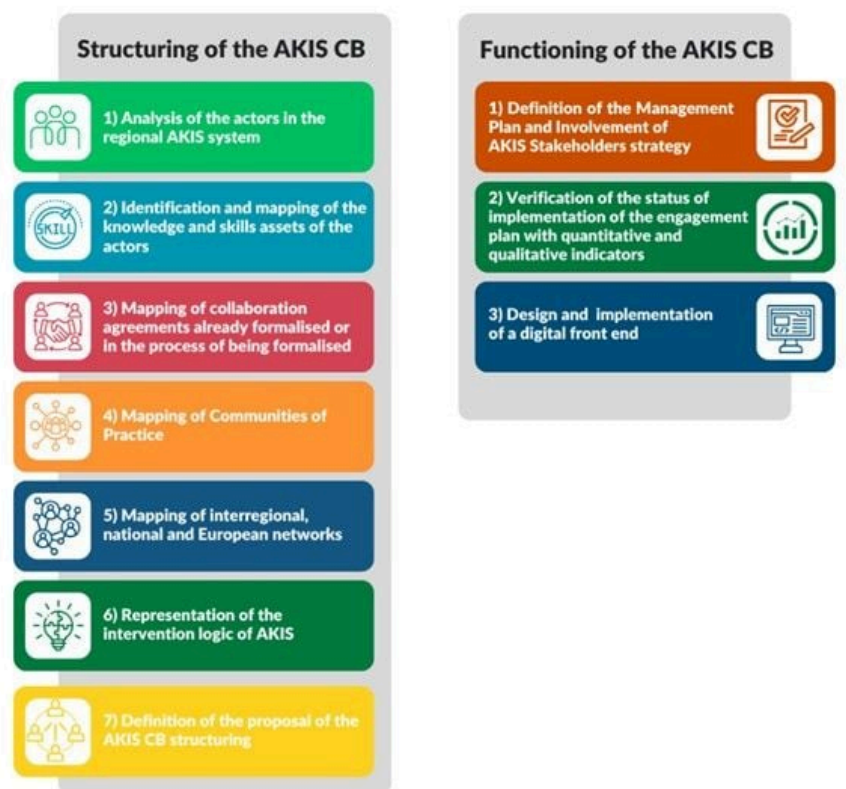 Structuring of the AKIS CB
1) Analysis of the actors in the
regional AKIS system
SKILL
2) Identification and mapping of the
knowledge and skills assets of the
actors
3) Mapping of collaboration
agreements already formalised or
in the process of being formalised
4) Mapping of Communities of
Practice
5) Mapping of interregional,
national and European networks
6) Representation of the
intervention logic of AKIS
7) Definition of the proposal of the
AKIS CB structuring
Functioning of the AKIS CB
1) Definition of the Management
Plan and Involvement of
AKIS Stakeholders strategy
2) Verification of the status of
implementation of the engagement
plan with quantitative and
qualitative indicators
3) Design and implementation
of a digital front end